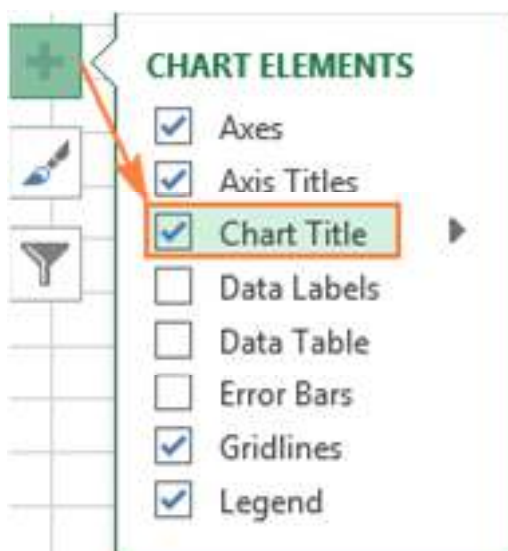 CHART ELEMENTS
Axes
Axis Titles
Chart Title
Data Labels
Data Table
Error Bars
Gridlines
Legend